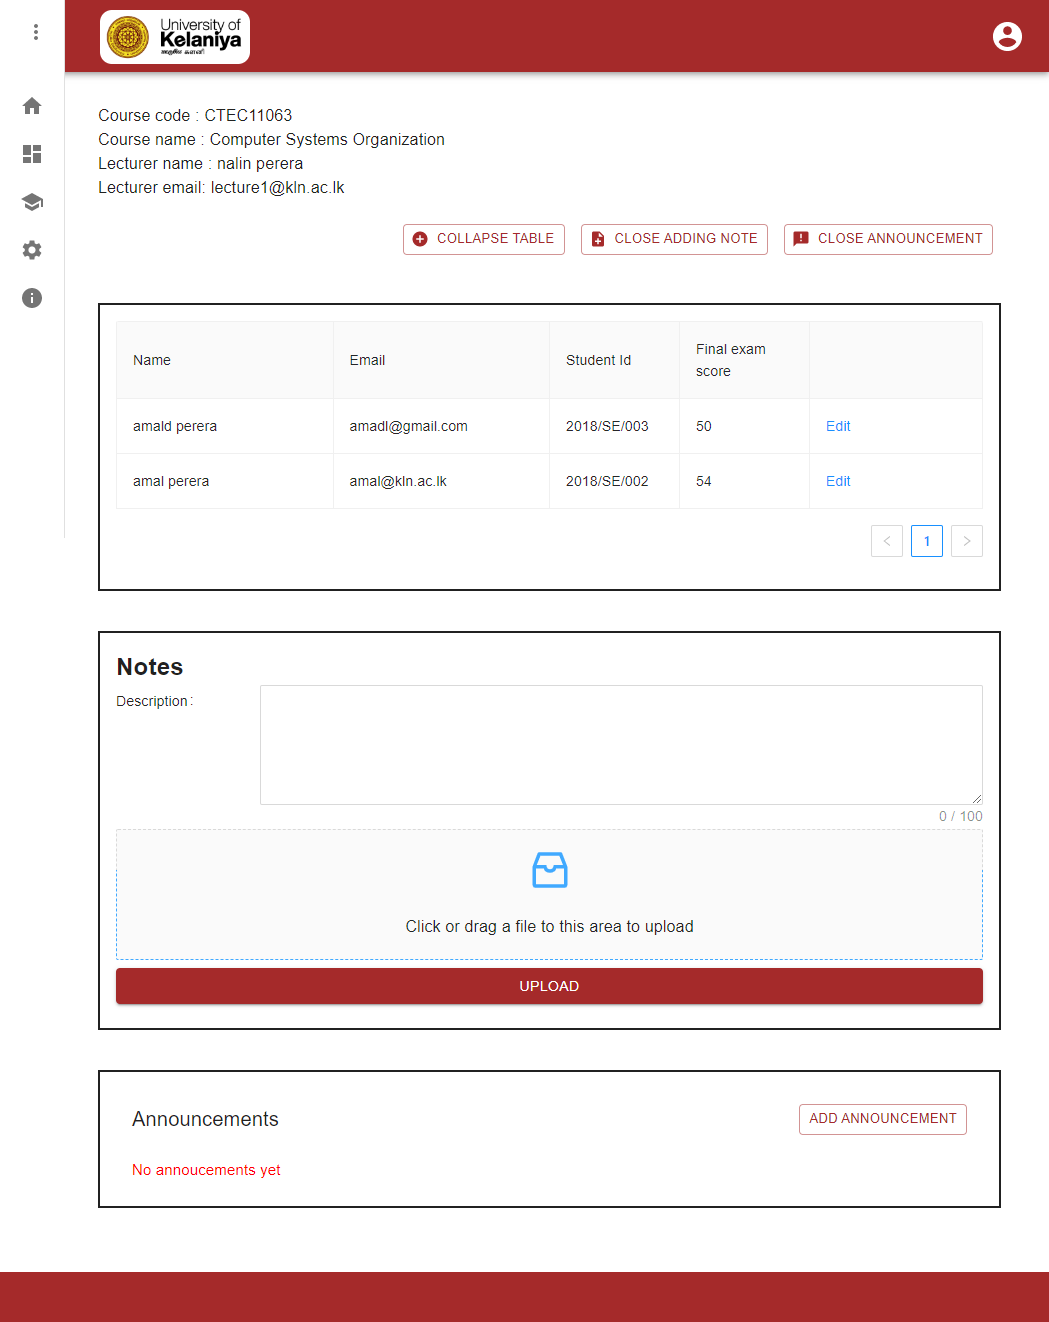 University of
Kelaniya
Course code : CTEC11063
Course name : Computer Systems Organization
Lecturer name : nalin perera
Lecturer email: lecture1@kln.ac.lk
COLLAPSE TABLE
CLOSE ADDING NOTE
CLOSE ANNOUNCEMENT
Name
Email
Student Id
Final exam
score
amald perera
amadl@gmail.com
2018/SE/003
50
Edit
amal perera
amal@kln.ac.lk
2018/SE/002
54
Edit
< 1 >
Notes
Description :
0 / 100
Click or drag a file to this area to upload
UPLOAD
Announcements
ADD ANNOUNCEMENT
No annoucements yet